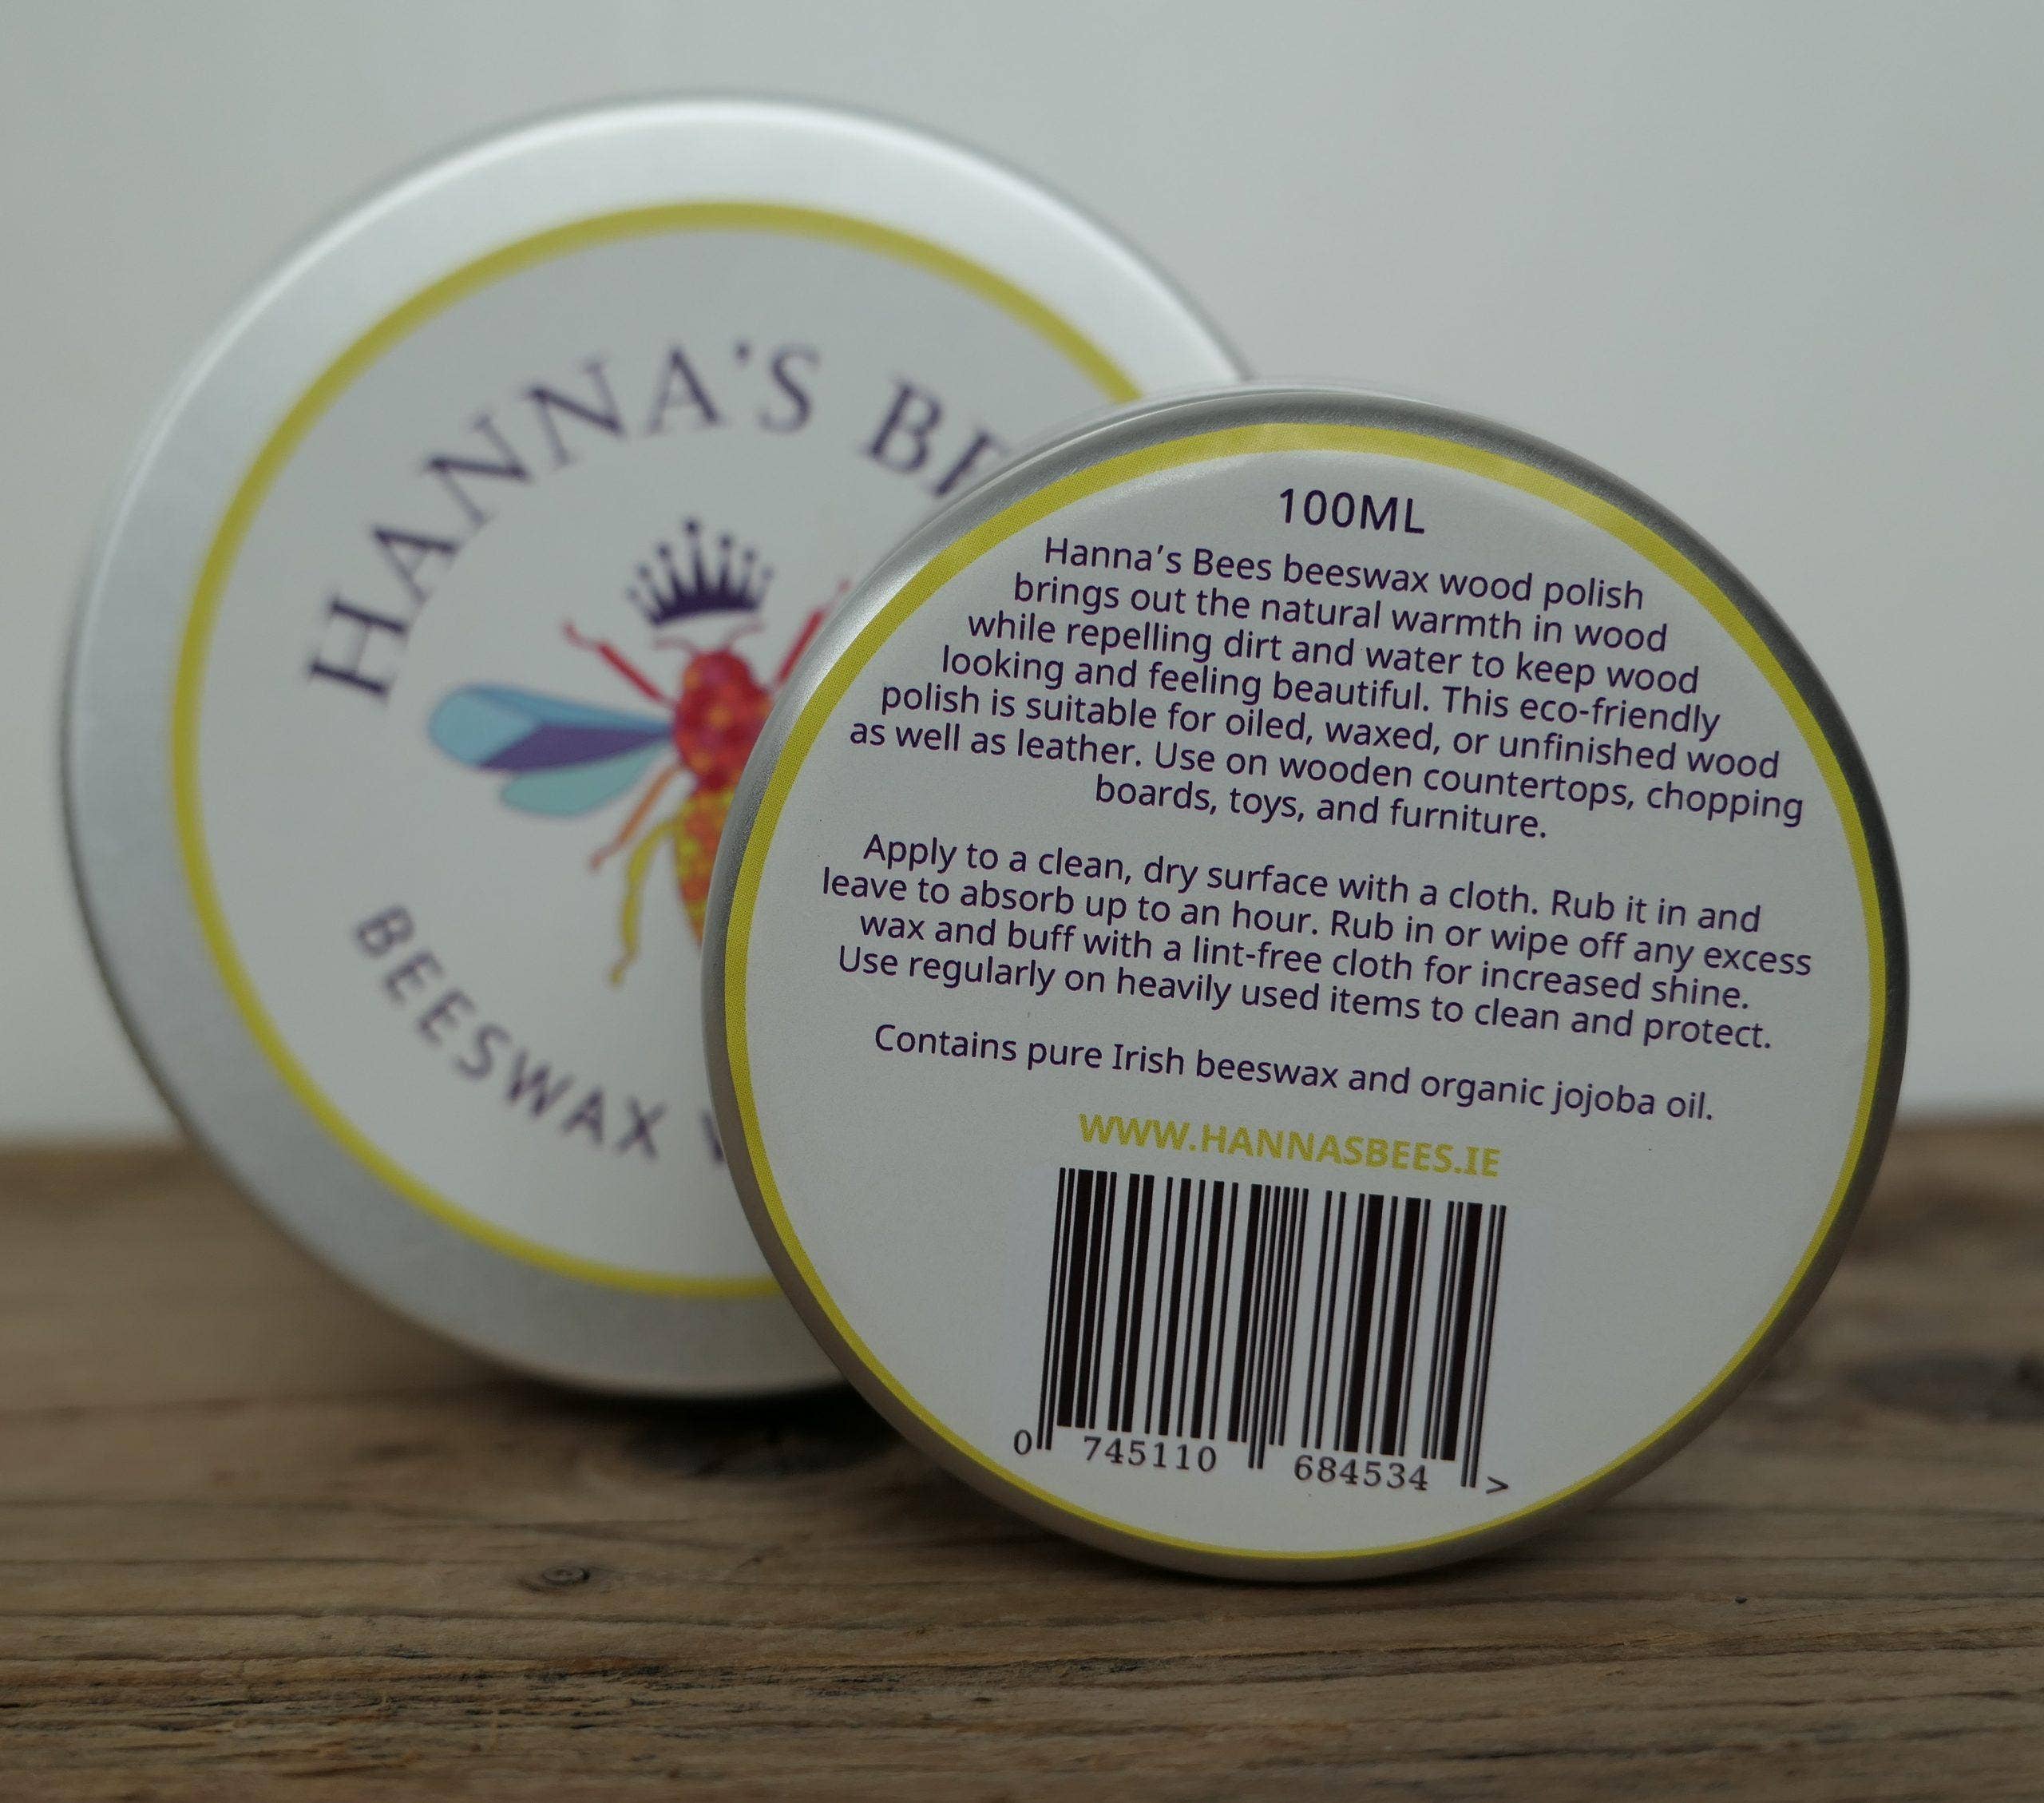 HANNA'S
BEESWAX
100ML
Hanna's Bees beeswax wood polish
brings out the natural warmth in wood
while repelling dirt and water to keep wood
looking and feeling beautiful. This eco-friendly
polish is suitable for oiled, waxed, or unfinished wood
as well as leather. Use on wooden countertops, chopping
boards, toys, and furniture.
Apply to a clean, dry surface with a cloth. Rub it in and
leave to absorb up to an hour. Rub in or wipe off any excess
wax and buff with a lint-free cloth for increased shine.
Use regularly on heavily used items to clean and protect.
Contains pure Irish beeswax and organic jojoba oil.
WWW.HANNASBEES.IE
0 745110 684534 >